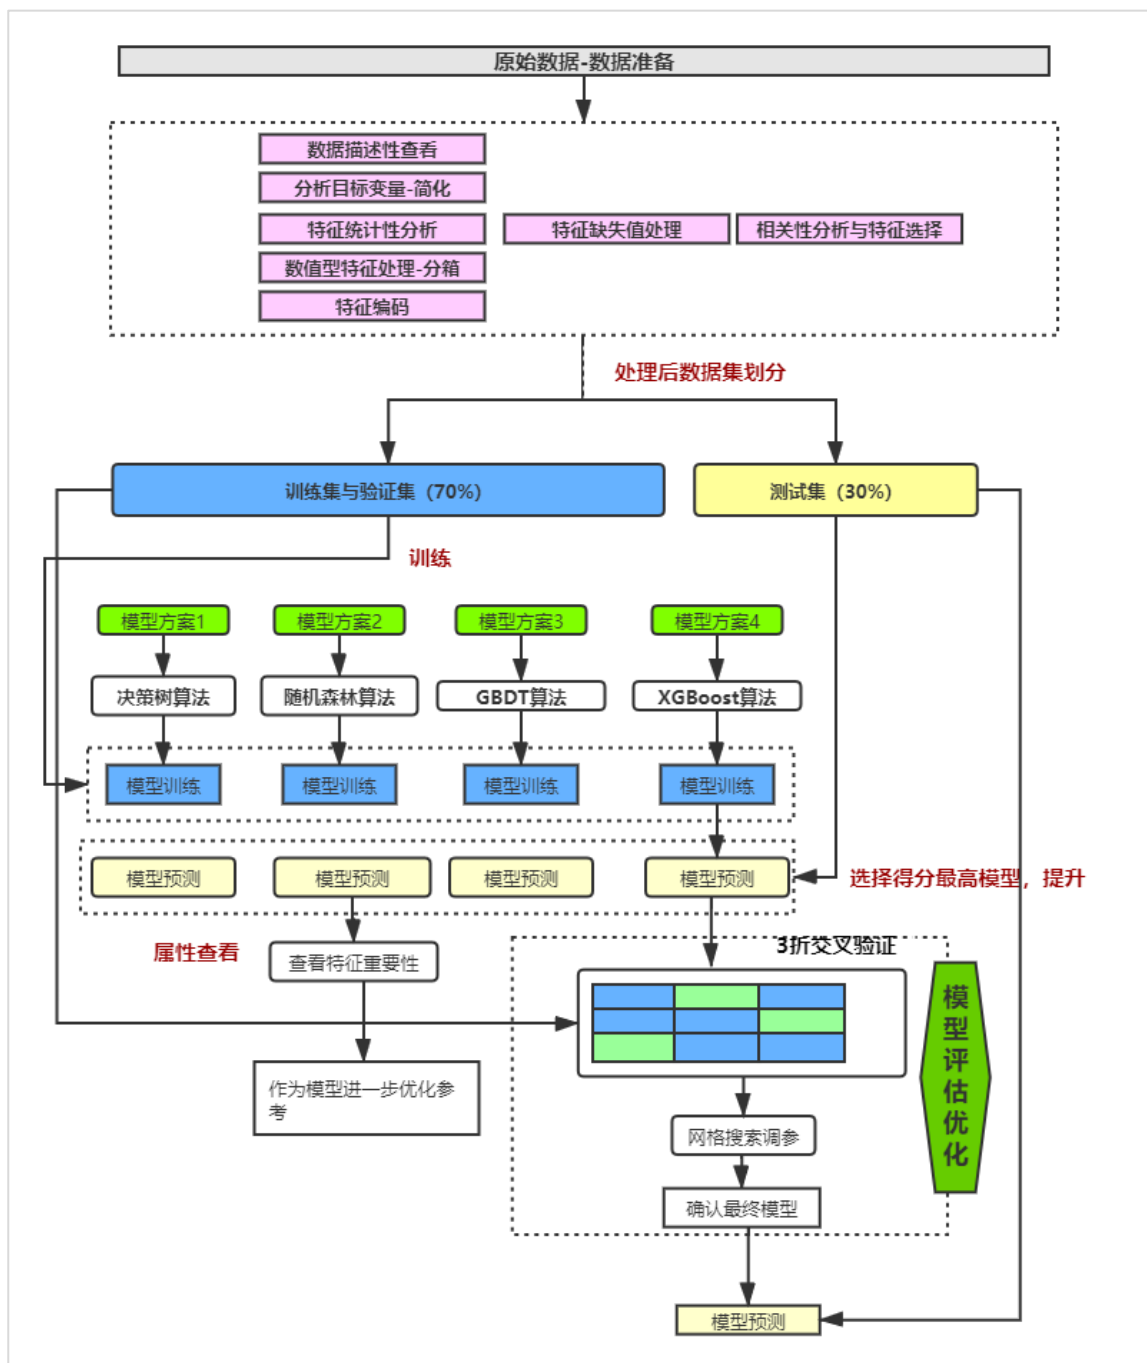 原始数据-数据准备
数据描述性查看
分析目标变量-简化
特征统计性分析
特征缺失值处理
相关性分析与特征选择
数值型特征处理-分箱
特征编码
处理后数据集划分
训练集与验证集（70%）
测试集（30%）
训练
模型方案1
模型方案2
模型方案3
模型方案4
决策树算法
随机森林算法
GBDT算法
XGBoost算法
模型训练
模型训练
模型训练
模型训练
模型预测
模型预测
模型预测
模型预测
选择得分最高模型，提升
属性查看
查看特征重要性
3折交叉验证
模型评估优化
作为模型进一步优化参
考
网格搜索调参
确认最终模型
模型预测